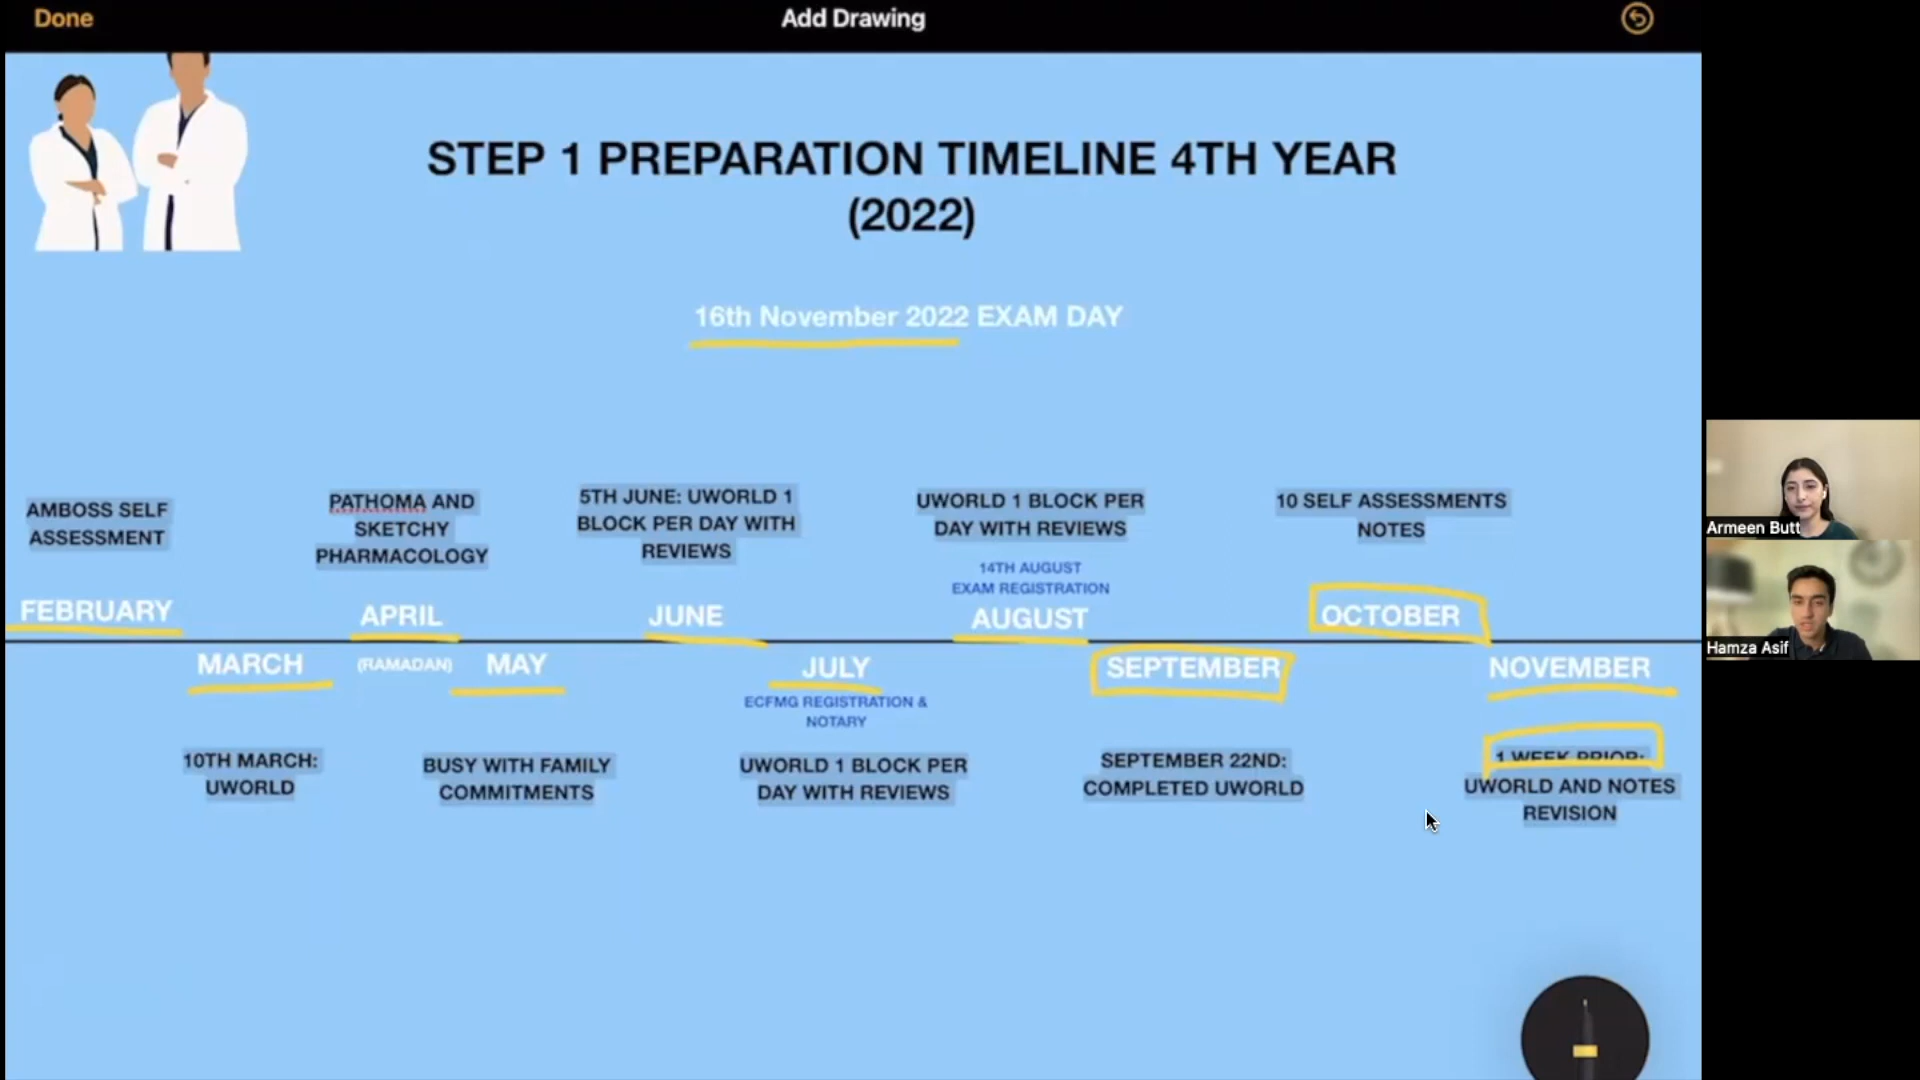 Done
Add Drawing
STEP 1 PREPARATION TIMELINE 4TH YEAR
(2022)
16th November 2022 EXAM DAY
AMBOSS SELF
ASSESSMENT
FEBRUARY
MARCH
10TH MARCH:
UWORLD
PATHOMA AND
SKETCHY
PHARMACOLOGY
APRIL
(RAMADAN)
MAY
BUSY WITH FAMILY
COMMITMENTS
5TH JUNE: UWORLD 1
BLOCK PER DAY WITH
REVIEWS
JUNE
JULY
ECFMG REGISTRATION &
NOTARY
UWORLD 1 BLOCK PER
DAY WITH REVIEWS
UWORLD 1 BLOCK PER
DAY WITH REVIEWS
14TH AUGUST
EXAM REGISTRATION
AUGUST
SEPTEMBER
SEPTEMBER 22ND:
COMPLETED UWORLD
10 SELF ASSESSMENTS
NOTES
OCTOBER
NOVEMBER
1 WEEK PRIOR:
UWORLD AND NOTES
REVISION
Armeen Butt
Hamza Asif